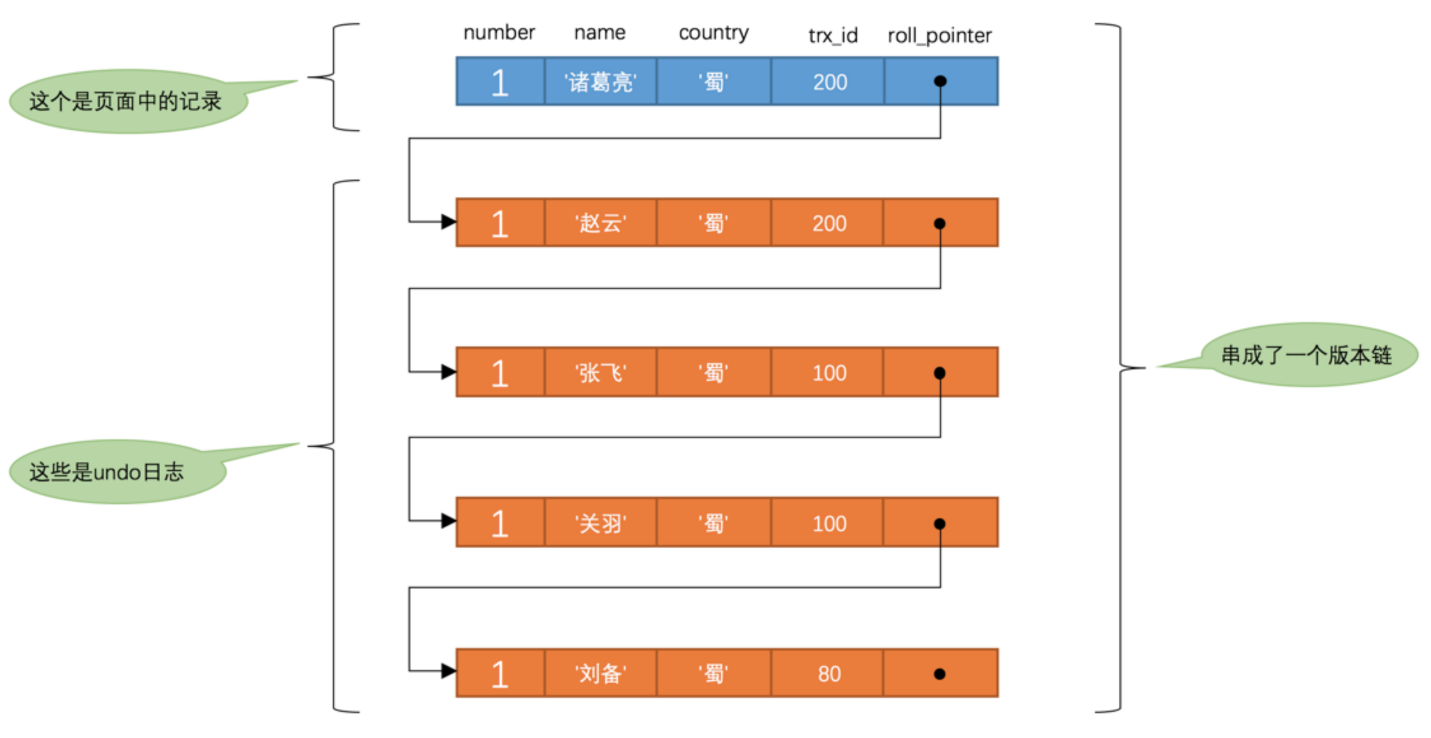 number name country trx_id roll_pointer
1 '诸葛亮' '蜀' 200
这个是页面中的记录
1 '赵云' '蜀' 200
1 '张飞' '蜀' 100
串成了一个版本链
这些是undo日志
1 '关羽' '蜀' 100
1 '刘备' '蜀' 80